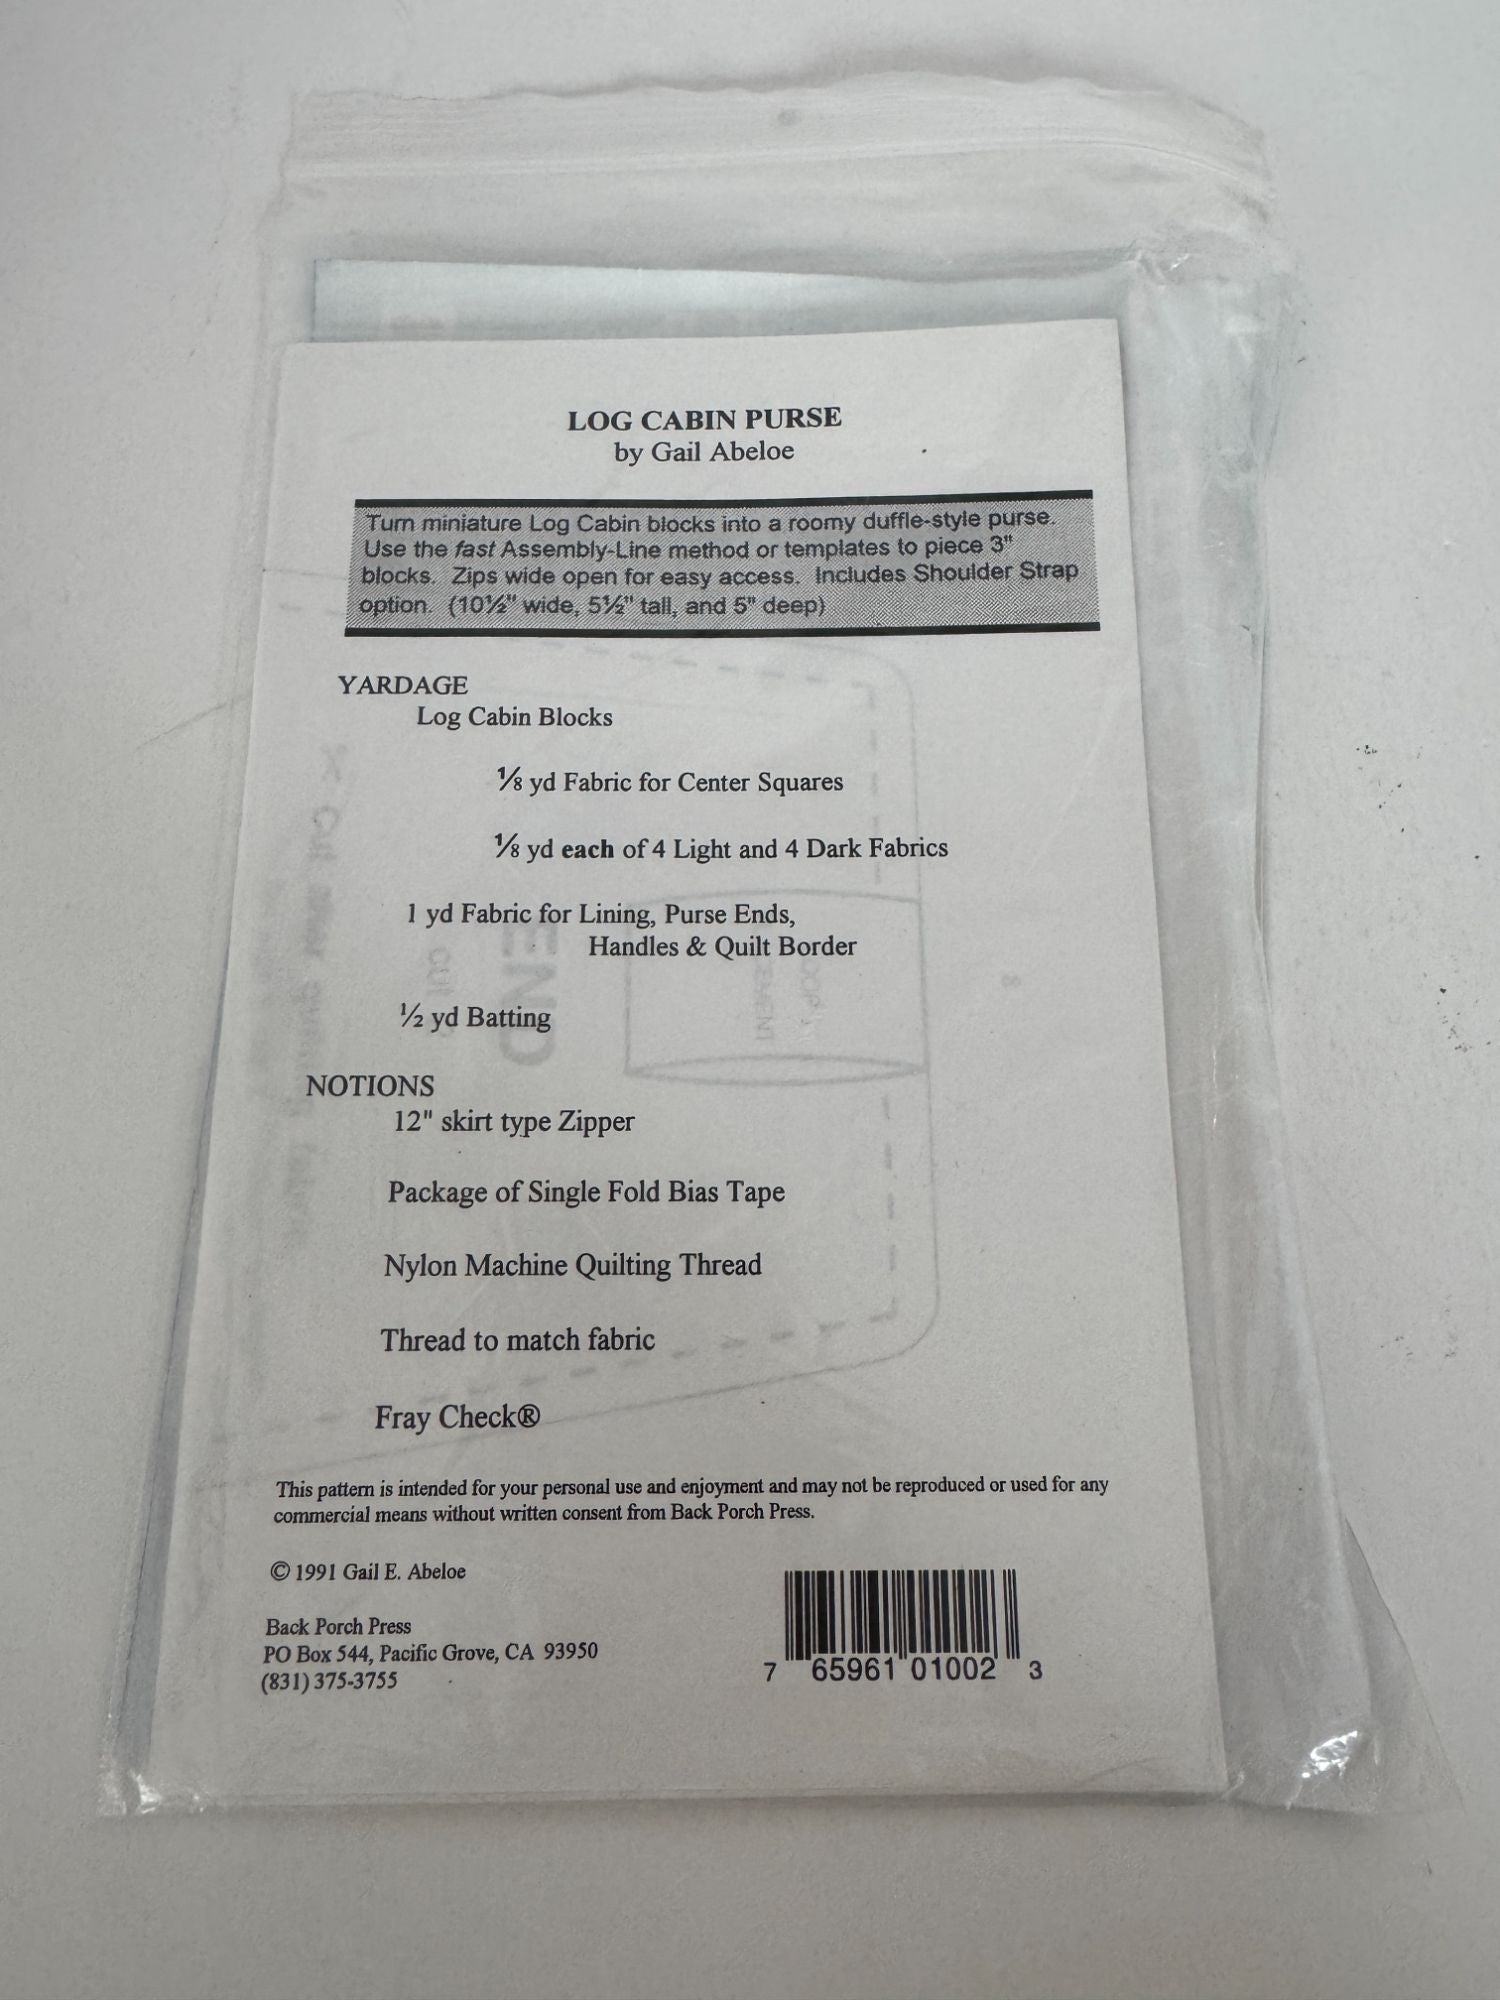 LOG CABIN PURSE
by Gail Abeloe
Turn miniature Log Cabin blocks into a roomy duffle-style purse.
Use the fast Assembly-Line method or templates to piece 3"
blocks. Zips wide open for easy access. Includes Shoulder Strap
option. (10½" wide, 5½" tall, and 5" deep)
YARDAGE
Log Cabin Blocks
⅛ yd Fabric for Center Squares
⅛ yd each of 4 Light and 4 Dark Fabrics
1 yd Fabric for Lining, Purse Ends,
Handles & Quilt Border
½ yd Batting
END
NOTIONS
12" skirt type Zipper
Package of Single Fold Bias Tape
Nylon Machine Quilting Thread
Thread to match fabric
Fray Check®
This pattern is intended for your personal use and enjoyment and may not be reproduced or used for any
commercial means without written consent from Back Porch Press.
© 1991 Gail E. Abeloe
Back Porch Press
PO Box 544, Pacific Grove, CA 93950
(831) 375-3755
7 65961 01002 3